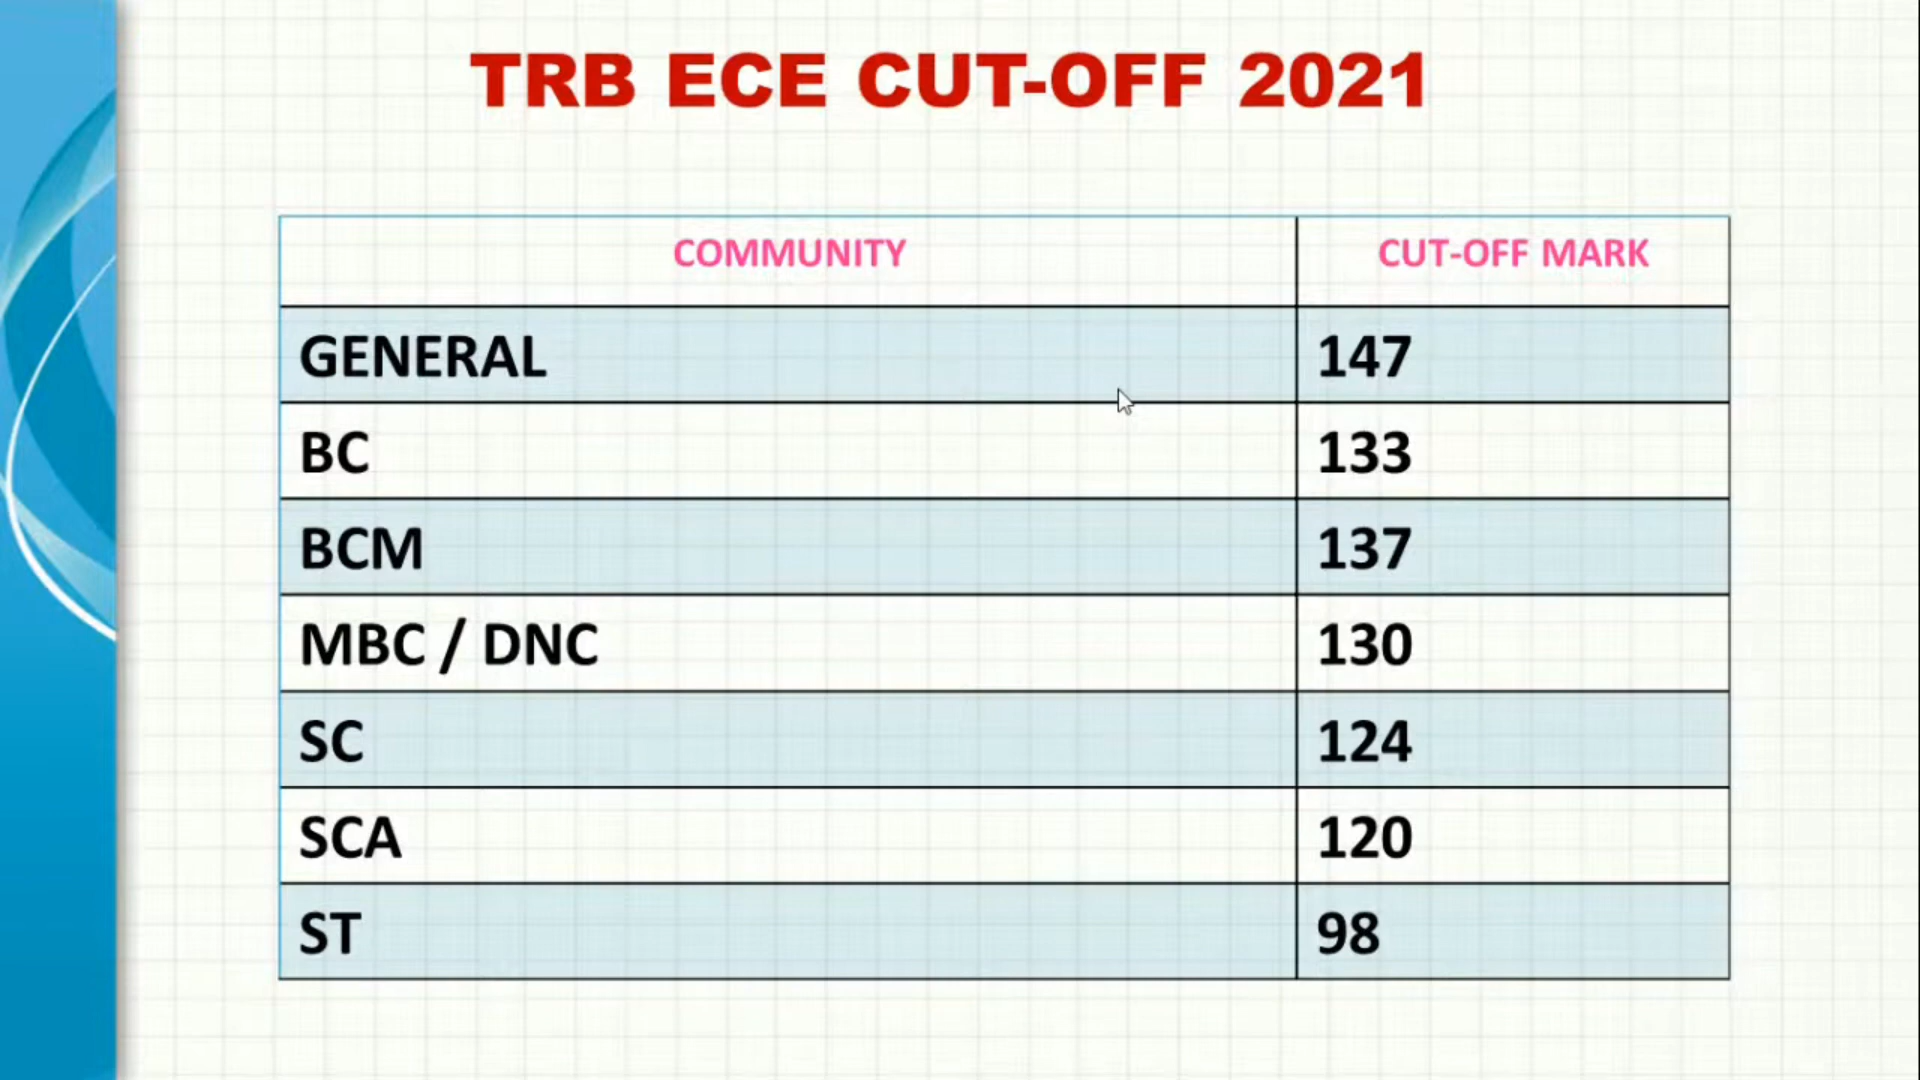 TRB ECE CUT-OFF 2021
COMMUNITY CUT-OFF MARK
GENERAL 147
BC 133
BCM 137
MBC / DNC 130
SC 124
SCA 120
ST 98